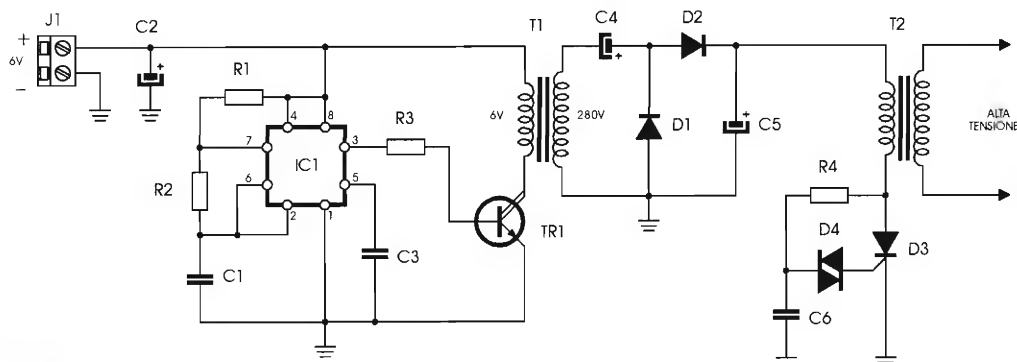 J1
+
6V
−
C2
R1
R2
C1
4
8
7
3
6
5
2
1
IC1
R3
C3
TR1
T1
6V
280V
C4
+
D1
D2
+
C5
T2
ALTA
TENSIONE
R4
D4
D3
C6
+